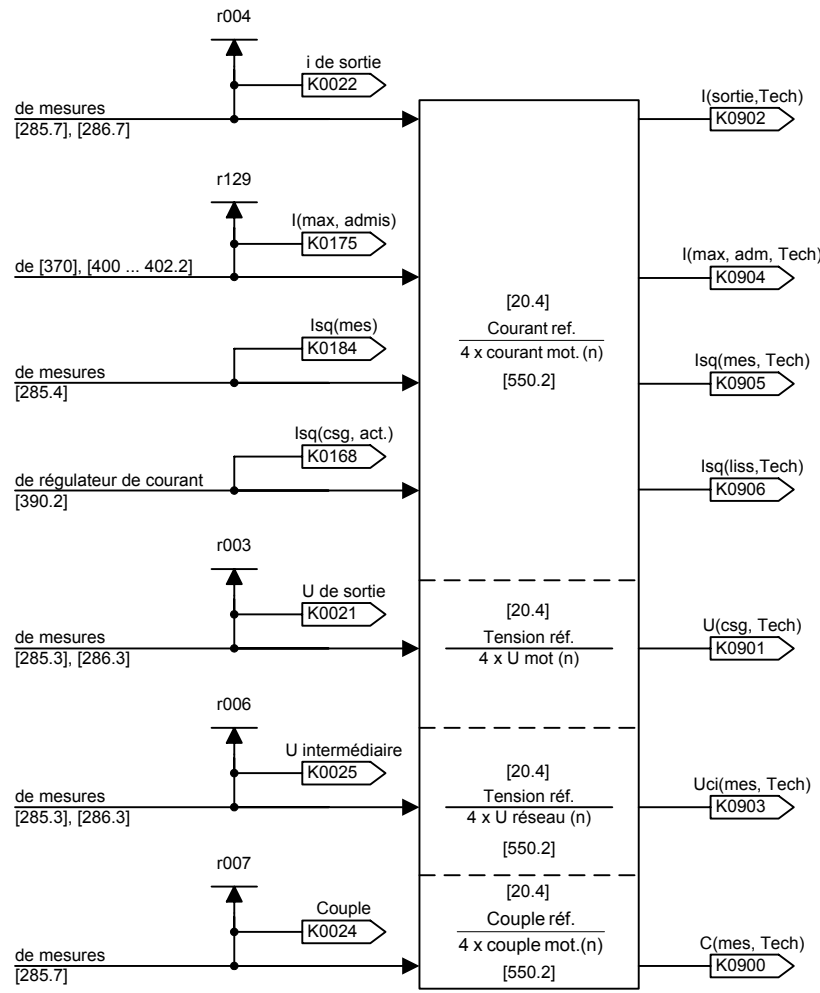 r004
i de sortie
K0022
de mesures
[285.7], [286.7]
I(sortie,Tech)
K0902
r129
I(max, admis)
K0175
de [370], [400 ... 402.2]
I(max, adm, Tech)
K0904
[20.4]
Courant ref.
4 x courant mot. (n)
[550.2]
Isq(mes)
K0184
de mesures
[285.4]
Isq(mes, Tech)
K0905
Isq(csg, act.)
K0168
de régulateur de courant
[390.2]
Isq(liss,Tech)
K0906
r003
U de sortie
K0021
de mesures
[285.3], [286.3]
[20.4]
Tension réf.
4 x U mot (n)
U(csg, Tech)
K0901
r006
U intermédiaire
K0025
de mesures
[285.3], [286.3]
[20.4]
Tension réf.
4 x U réseau (n)
[550.2]
Uci(mes, Tech)
K0903
r007
Couple
K0024
de mesures
[285.7]
[20.4]
Couple réf.
4 x couple mot.(n)
[550.2]
C(mes, Tech)
K0900